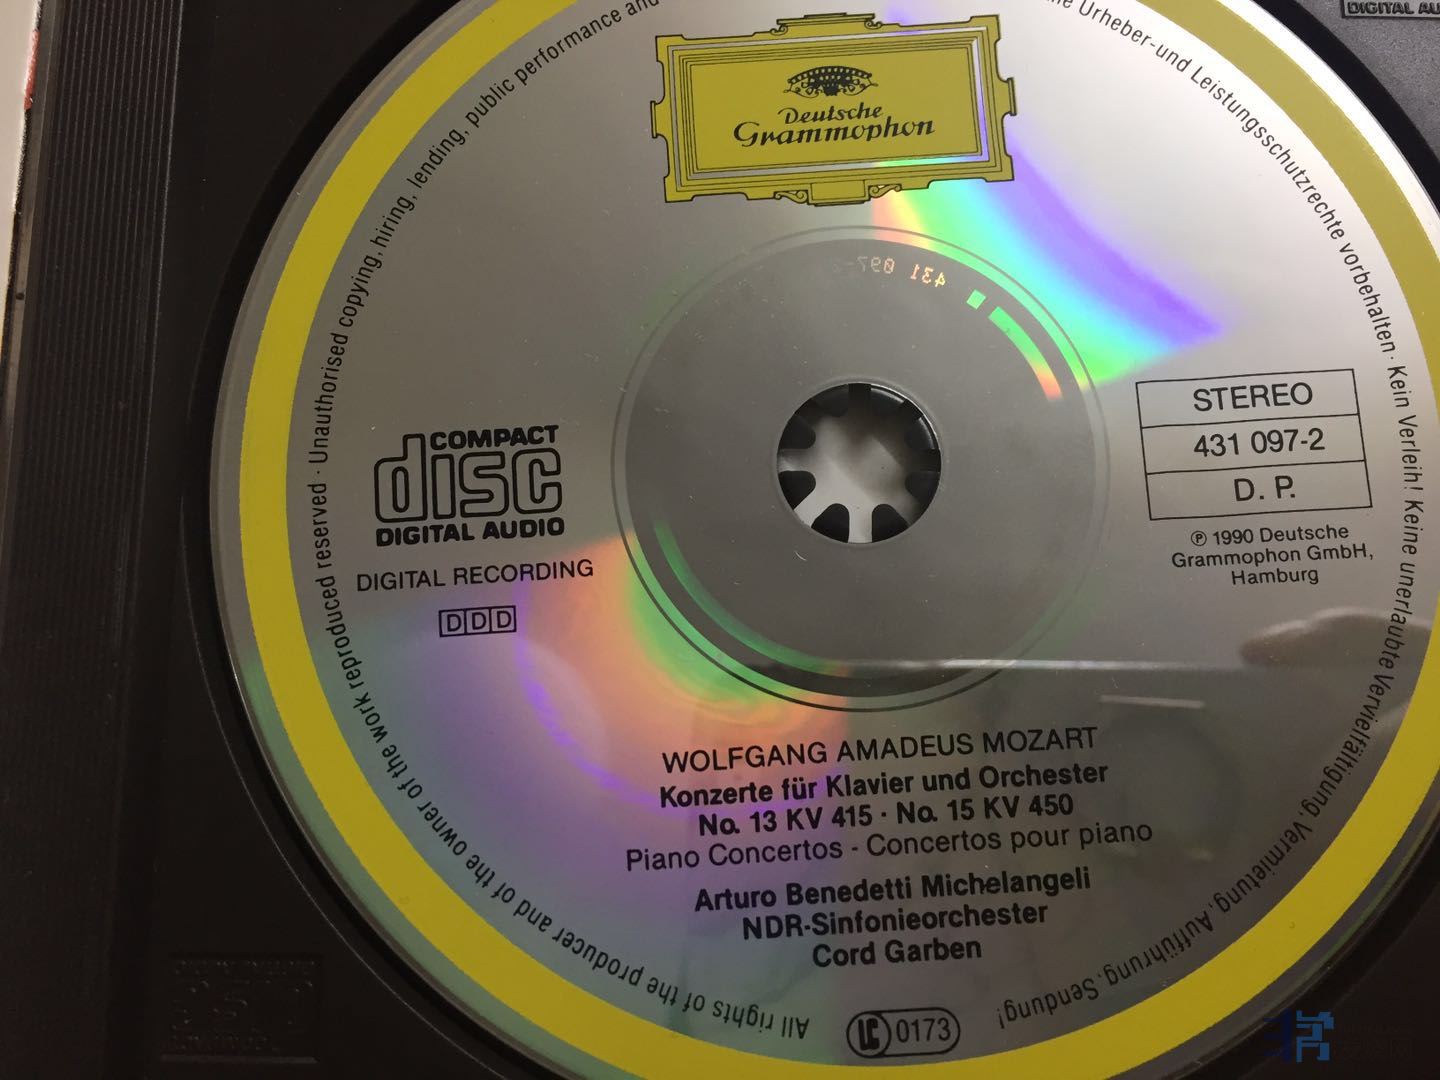 DIGITAL AU
Deutsche
Grammophon
431 097-2
COMPACT
disc
DIGITAL AUDIO
DIGITAL RECORDING
DDD
STEREO
431 097-2
D. P.
℗ 1990 Deutsche
Grammophon GmbH,
Hamburg
WOLFGANG AMADEUS MOZART
Konzerte für Klavier und Orchester
No. 13 KV 415 · No. 15 KV 450
Piano Concertos - Concertos pour piano
Arturo Benedetti Michelangeli
NDR-Sinfonieorchester
Cord Garben
LC 0173
All rights of the producer and of the owner of the work reproduced reserved · Unauthorised copying, hiring, lending, public performance and
Urheber-und Leistungsschutzrechte vorbehalten · Kein Verleih! Keine unerlaubte Vervielfältigung, Vermietung, Aufführung, Sendung!